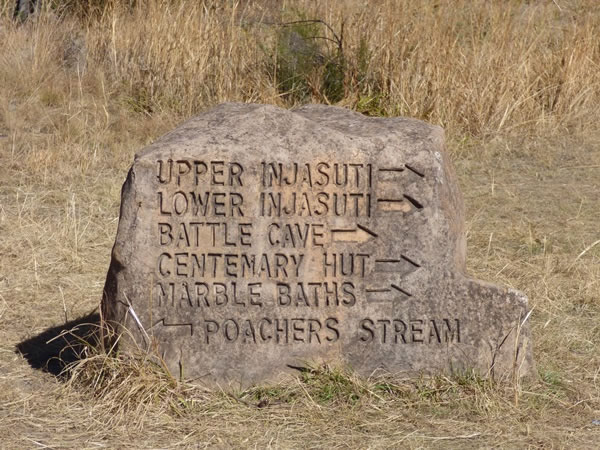 UPPER INJASUTI
LOWER INJASUTI
BATTLE CAVE
CENTEMARY HUT
MARBLE BATHS
POACHERS STREAM